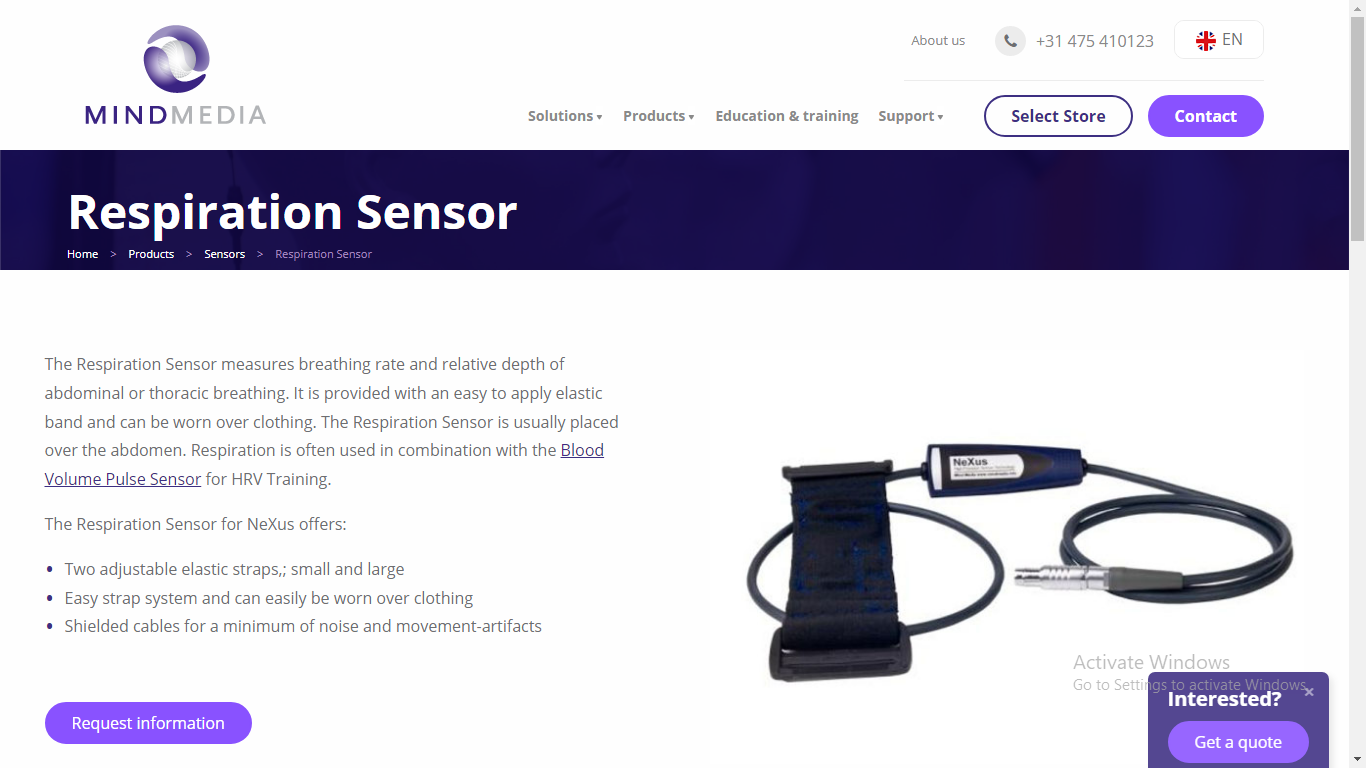 About us
+31 475 410123
EN
MINDMEDIA
Solutions
Products
Education & training
Support
Select Store
Contact
Respiration Sensor
Home > Products > Sensors > Respiration Sensor
The Respiration Sensor measures breathing rate and relative depth of
abdominal or thoracic breathing. It is provided with an easy to apply elastic
band and can be worn over clothing. The Respiration Sensor is usually placed
over the abdomen. Respiration is often used in combination with the Blood
Volume Pulse Sensor for HRV Training.
The Respiration Sensor for NeXus offers:
• Two adjustable elastic straps,; small and large
• Easy strap system and can easily be worn over clothing
• Shielded cables for a minimum of noise and movement-artifacts
Request information
NeXus
Activate Windows
Go to Settings to activate Windows.
Interested?
×
Get a quote